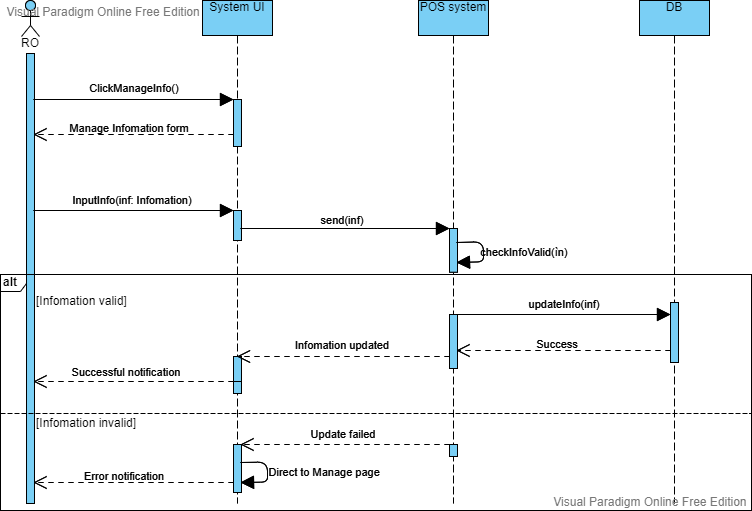 Visual Paradigm Online Free Edition
System UI
POS system
DB
RO
ClickManageInfo()
Manage Infomation form
InputInfo(inf: Infomation)
send(inf)
checkInfoValid(in)
alt
[Infomation valid]
updateInfo(inf)
Infomation updated
Success
Successful notification
[Infomation invalid]
Update failed
Direct to Manage page
Error notification
Visual Paradigm Online Free Edition